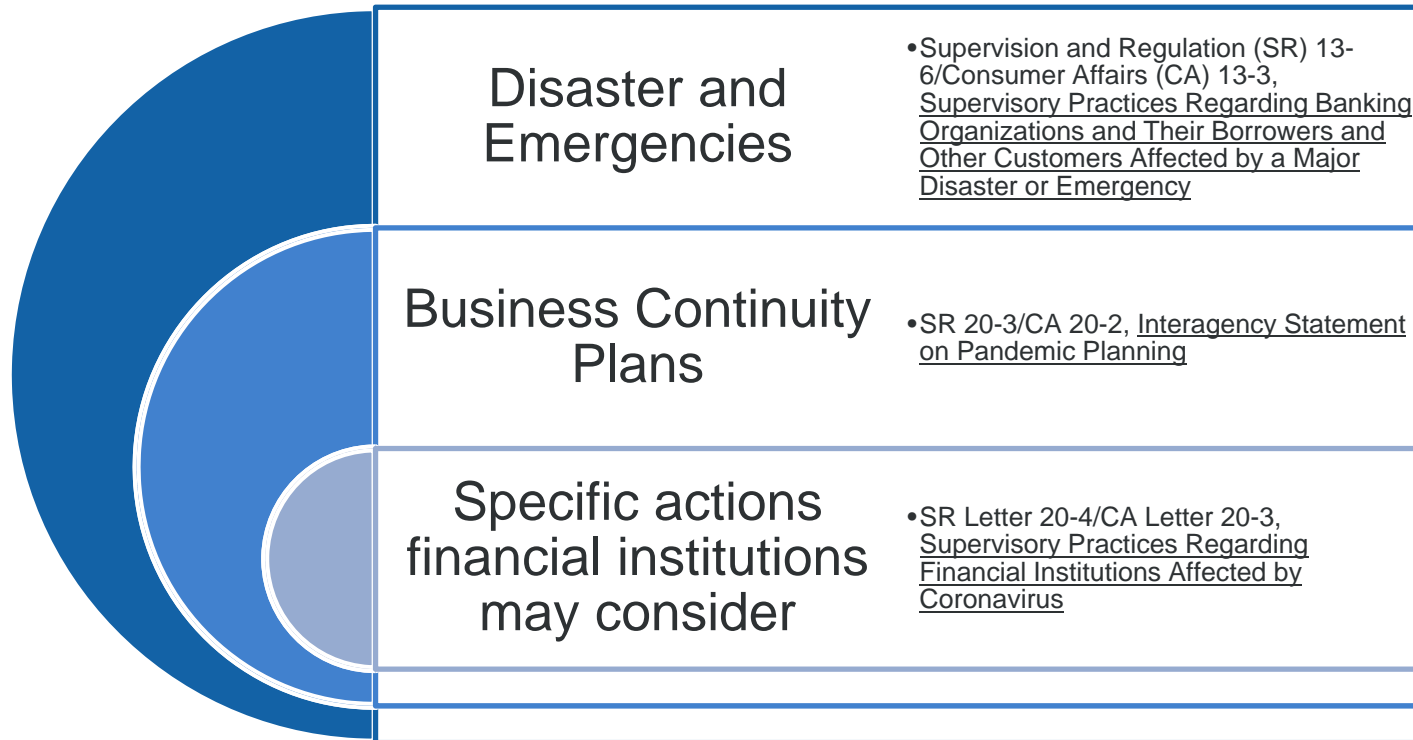 Disaster and
Emergencies
•Supervision and Regulation (SR) 13-
6/Consumer Affairs (CA) 13-3,
Supervisory Practices Regarding Banking
Organizations and Their Borrowers and
Other Customers Affected by a Major
Disaster or Emergency
Business Continuity
Plans
•SR 20-3/CA 20-2, Interagency Statement
on Pandemic Planning
Specific actions
financial institutions
may consider
•SR Letter 20-4/CA Letter 20-3,
Supervisory Practices Regarding
Financial Institutions Affected by
Coronavirus